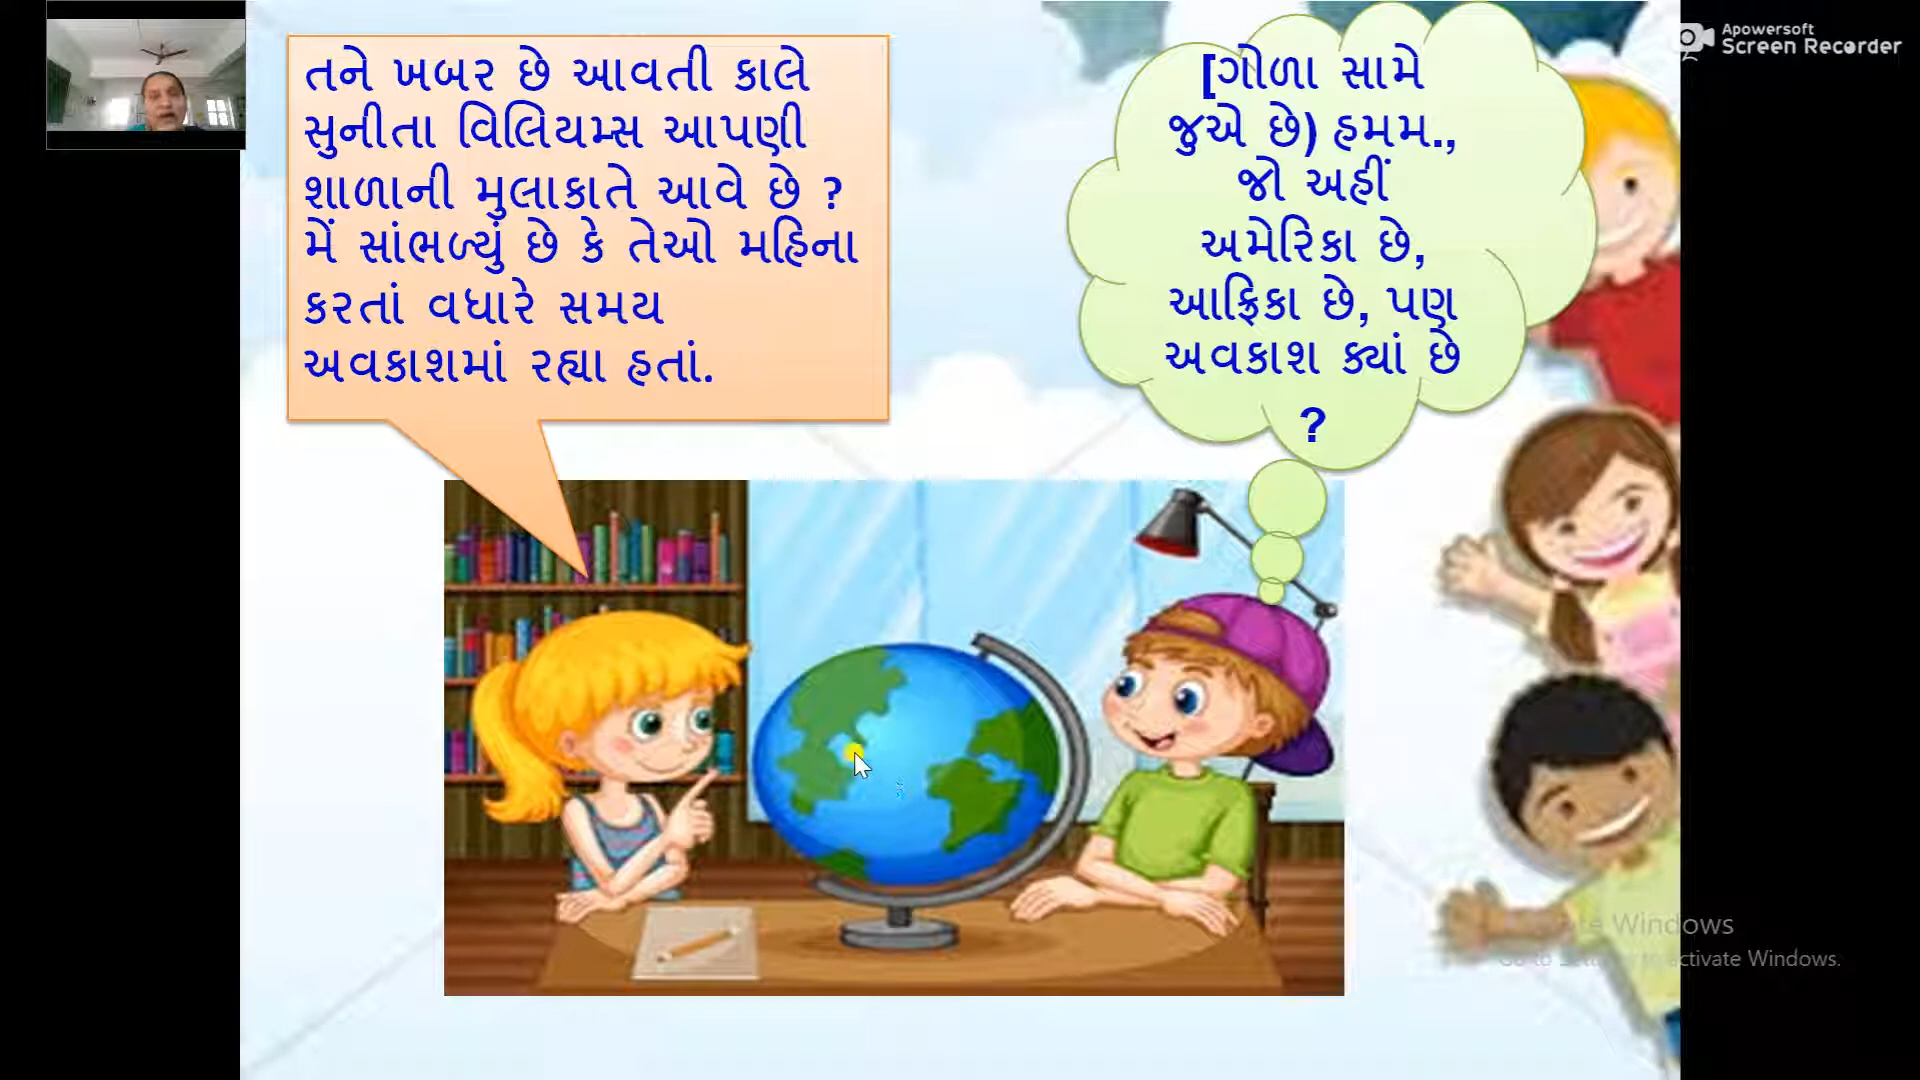 તને ખબર છે આવતી કાલે
સુનીતા વિલિયમ્સ આપણી
શાળાની મુલાકાતે આવે છે ?
મેં સાંભળ્યું છે કે તેઓ મહિના
કરતાં વધારે સમય
અવકાશમાં રહ્યા હતાં.
[ગોળા સામે
જુએ છે) હમમ.,
જો અહીં
અમેરિકા છે,
આફ્રિકા છે, પણ
અવકાશ ક્યાં છે
?
Apowersoft
Screen Recorder
Windows
activate Windows.